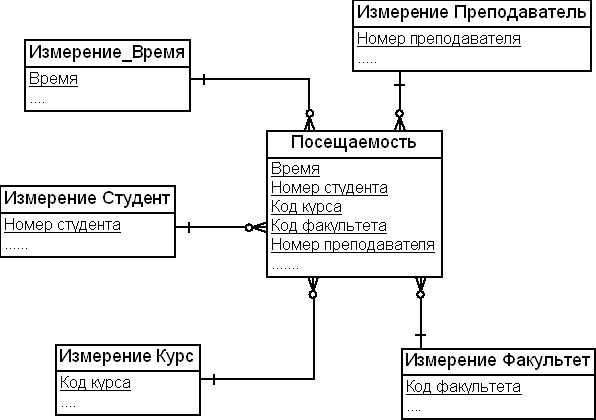 Измерение Преподаватель
Номер преподавателя
.....
Измерение_Время
Время
....
Посещаемость
Время
Номер студента
Код курса
Код факультета
Номер преподавателя
.......
Измерение Студент
Номер студента
......
Измерение Курс
Код курса
....
Измерение Факультет
Код факультета
....